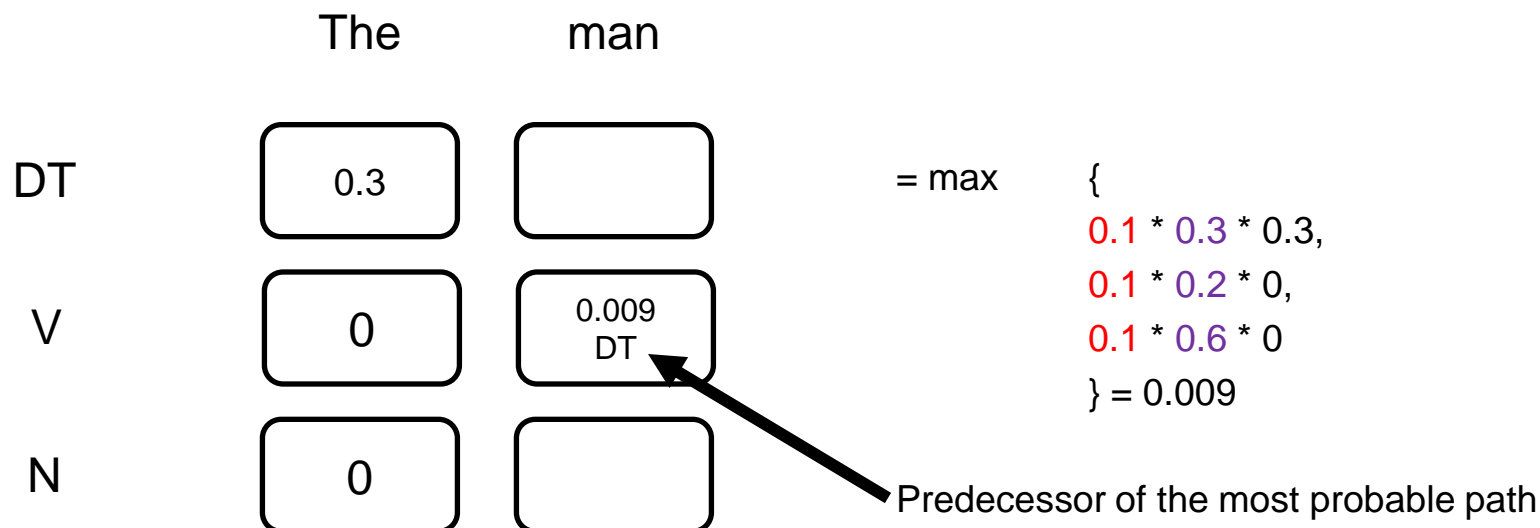 The man
DT 0.3 = max {
0.1 * 0.3 * 0.3,
0.1 * 0.2 * 0,
V 0 0.009
DT
0.1 * 0.6 * 0
} = 0.009
N 0
Predecessor of the most probable path